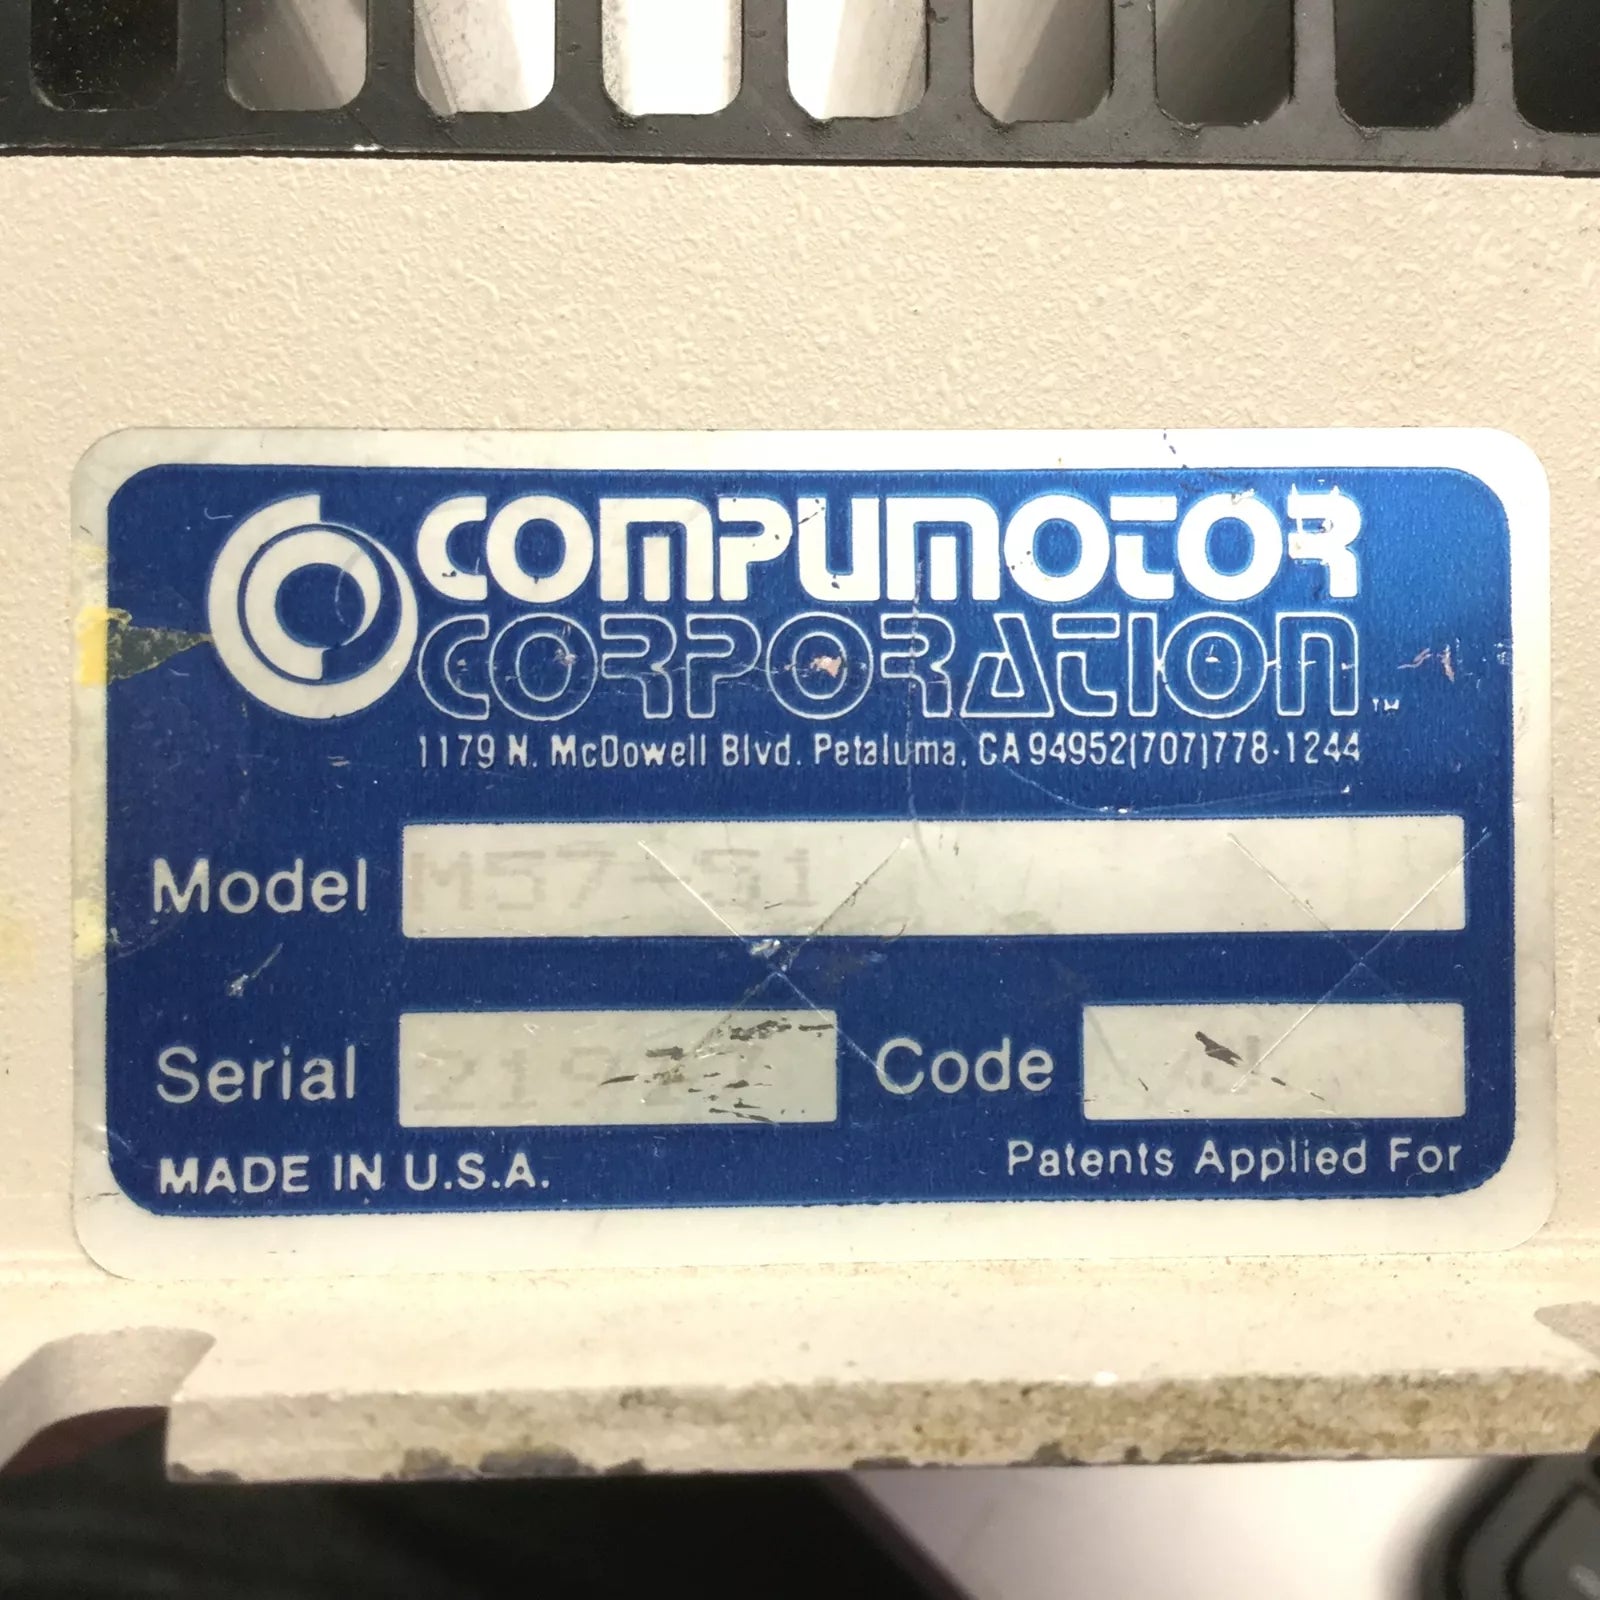 COMPUMOTOR
CORPORATION™
1179 N. McDowell Blvd. Petaluma, CA 94952(707)778-1244
Model M57-51
Serial
Code
MADE IN U.S.A.
Patents Applied For